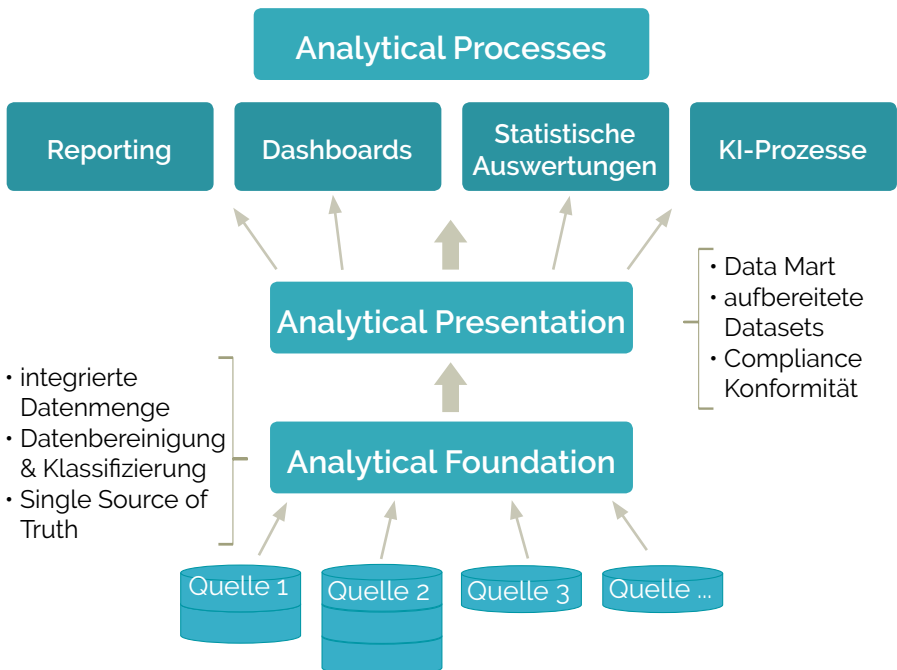 Analytical Processes
Reporting
Dashboards
Statistische
Auswertungen
KI-Prozesse
Analytical Presentation
• Data Mart
• aufbereitete
Datasets
• Compliance
Konformität
• integrierte
Datenmenge
• Datenbereinigung
& Klassifizierung
• Single Source of
Truth
Analytical Foundation
Quelle 1
Quelle 2
Quelle 3
Quelle ...